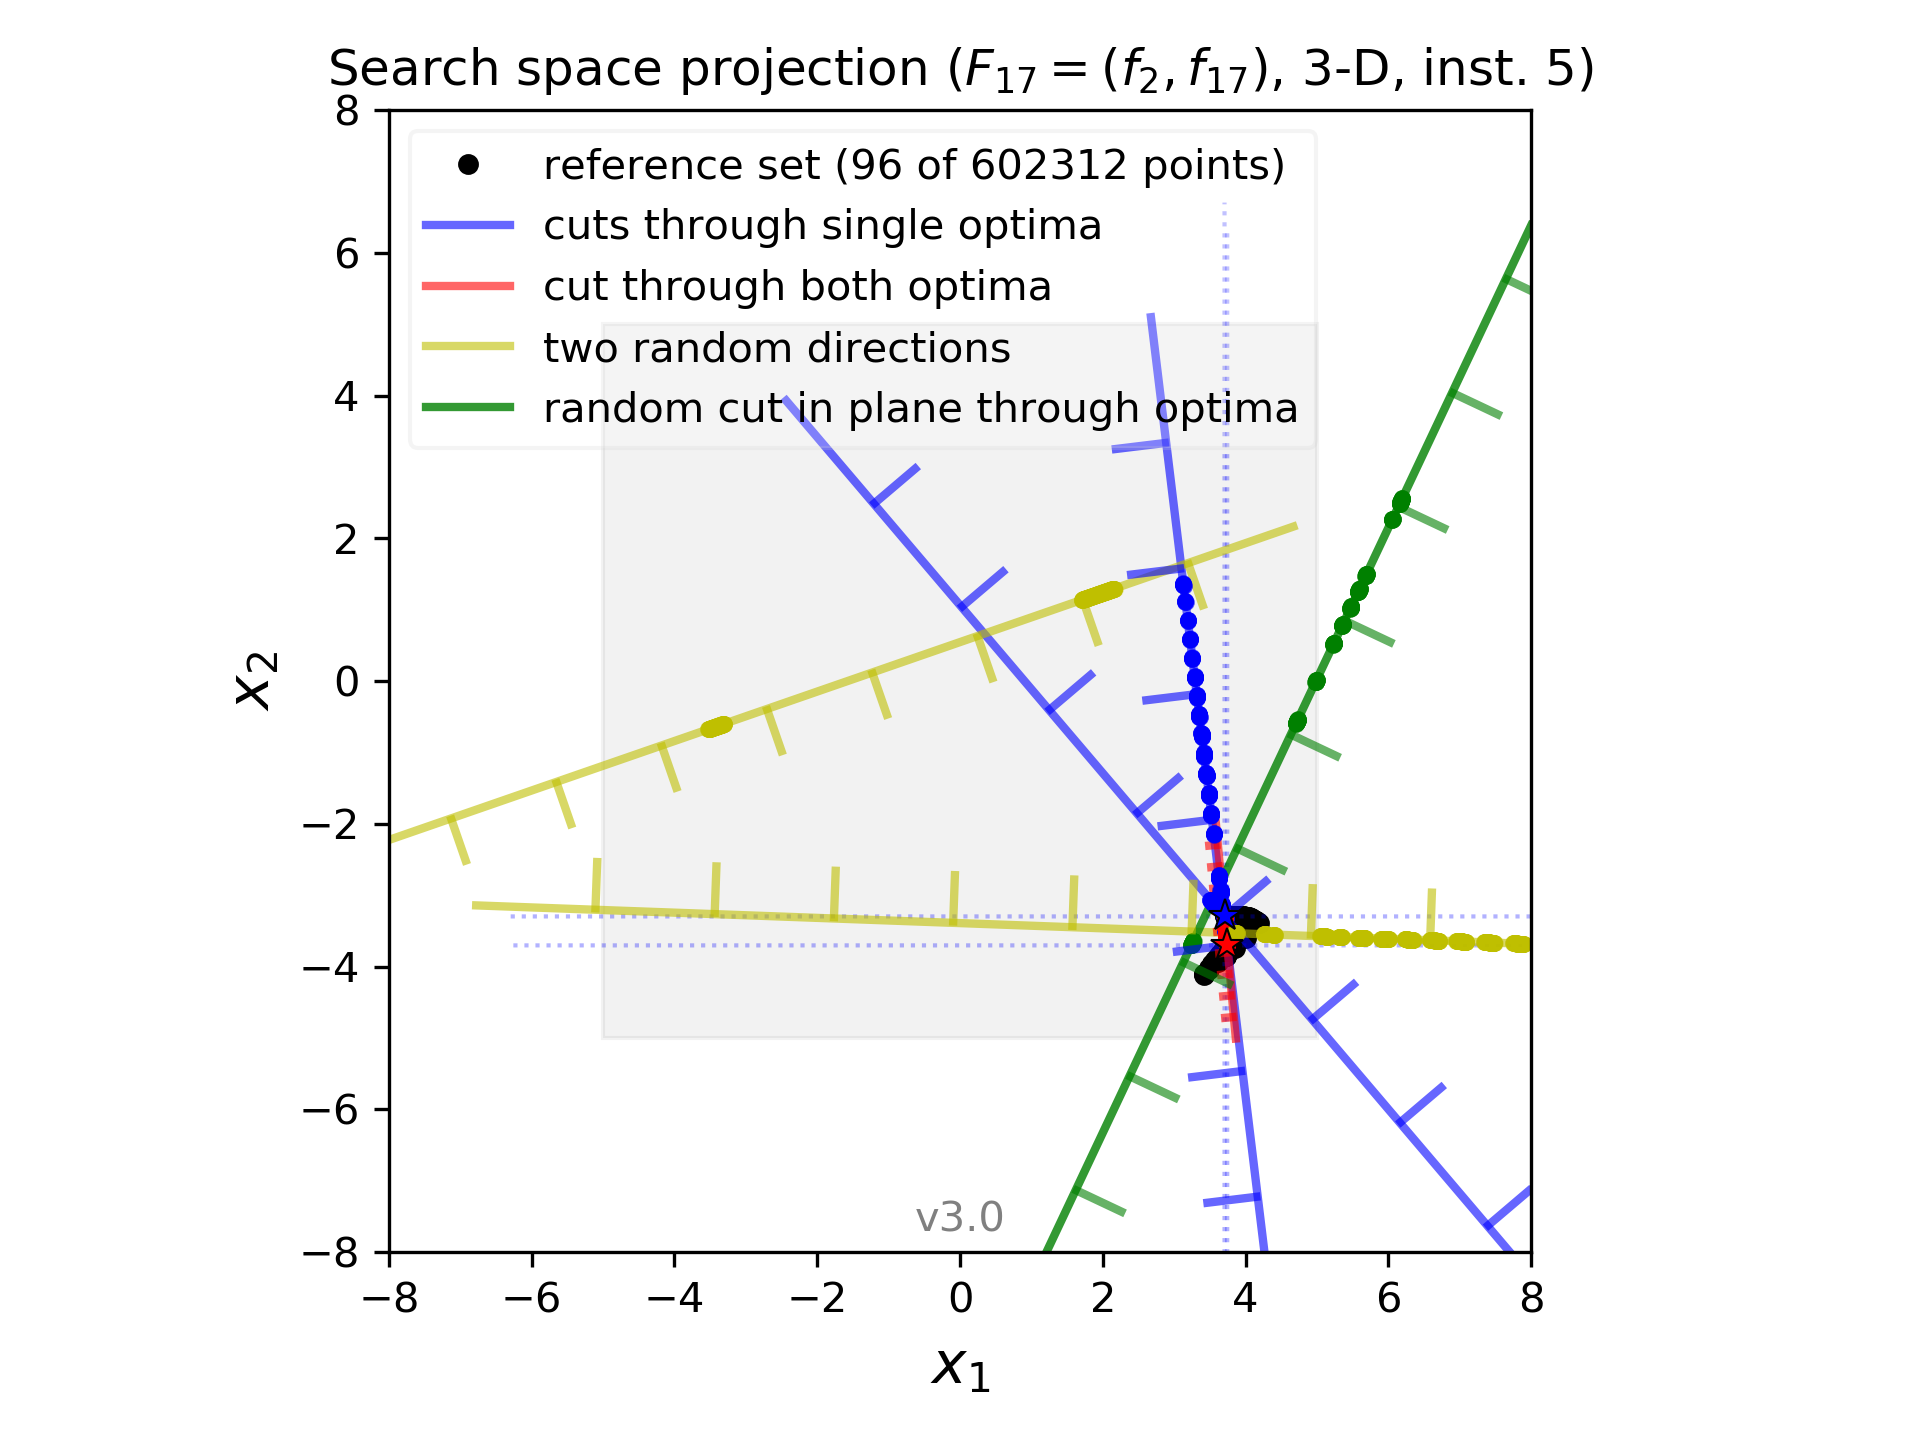 Search space projection (F17 = (f2, f17), 3-D, inst. 5)
reference set (96 of 602312 points)
cuts through single optima
cut through both optima
two random directions
random cut in plane through optima
8
6
4
2
0
−2
−4
−6
−8
x2
v3.0
−8 −6 −4 −2 0 2 4 6 8
x1